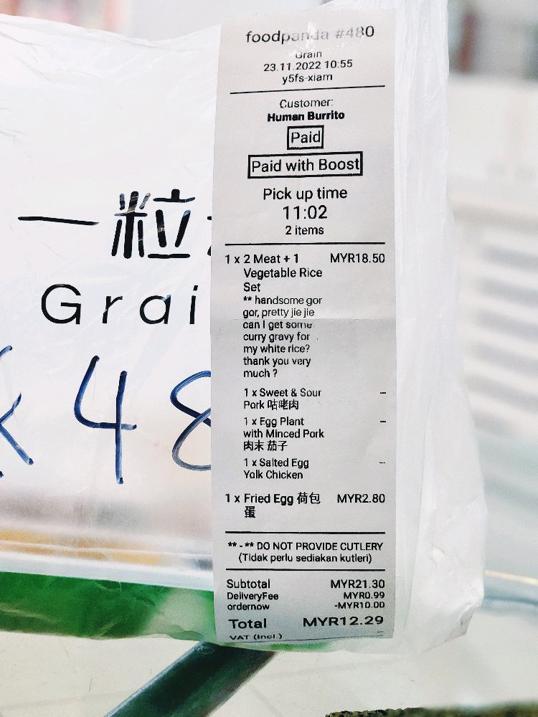 foodpanda #480
Grain
23.11.2022 10:55
y5fs-xiam
Customer:
Human Burrito
Paid
Paid with Boost
Pick up time
11:02
2 items
1 x 2 Meat + 1 MYR18.50
Vegetable Rice
Set
** handsome gor
gor, pretty jie jie
can I get some
curry gravy for
my white rice?
thank you very
much ?
1 x Sweet & Sour –
Pork 咕咾肉
1 x Egg Plant –
with Minced Pork
肉末 茄子
1 x Salted Egg –
Yolk Chicken
1 x Fried Egg 荷包 MYR2.80
蛋
** - ** DO NOT PROVIDE CUTLERY
(Tidak perlu sediakan kutleri)
Subtotal MYR21.30
DeliveryFee MYR0.99
ordernow -MYR10.00
Total MYR12.29
VAT (Incl.)
一粒
Grai
48